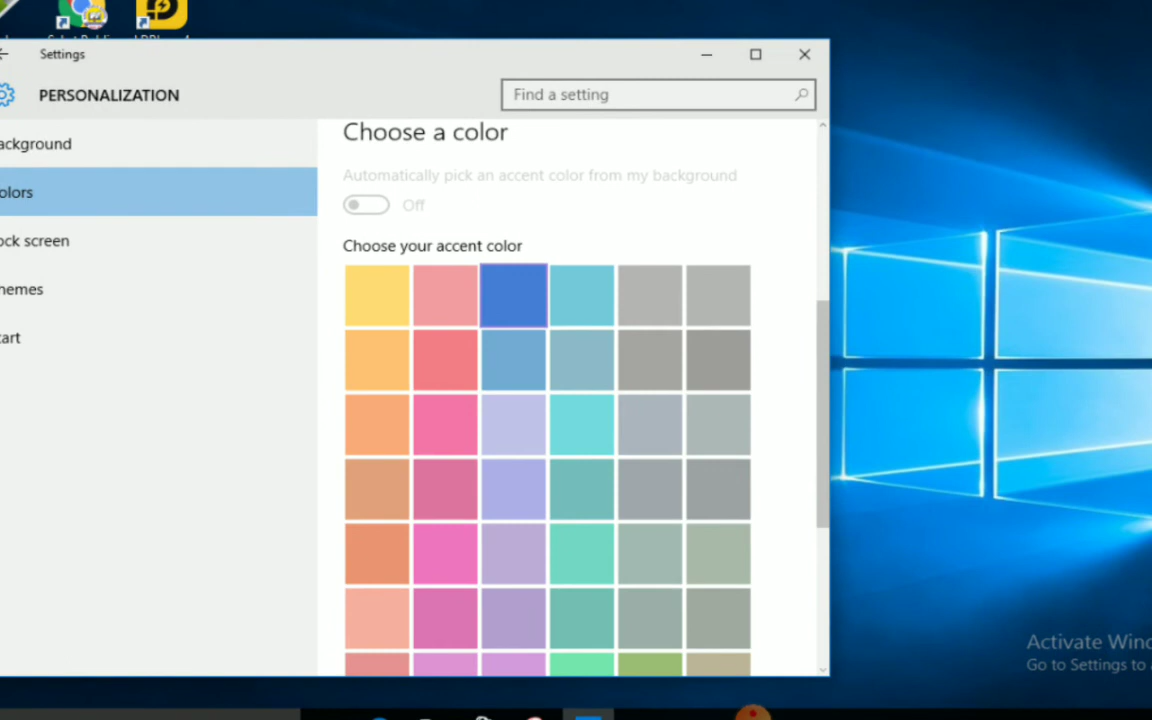 Settings
PERSONALIZATION
Find a setting
ackground
olors
ock screen
hemes
tart
Choose a color
Automatically pick an accent color from my background
Off
Choose your accent color
Activate Winc
Go to Settings to